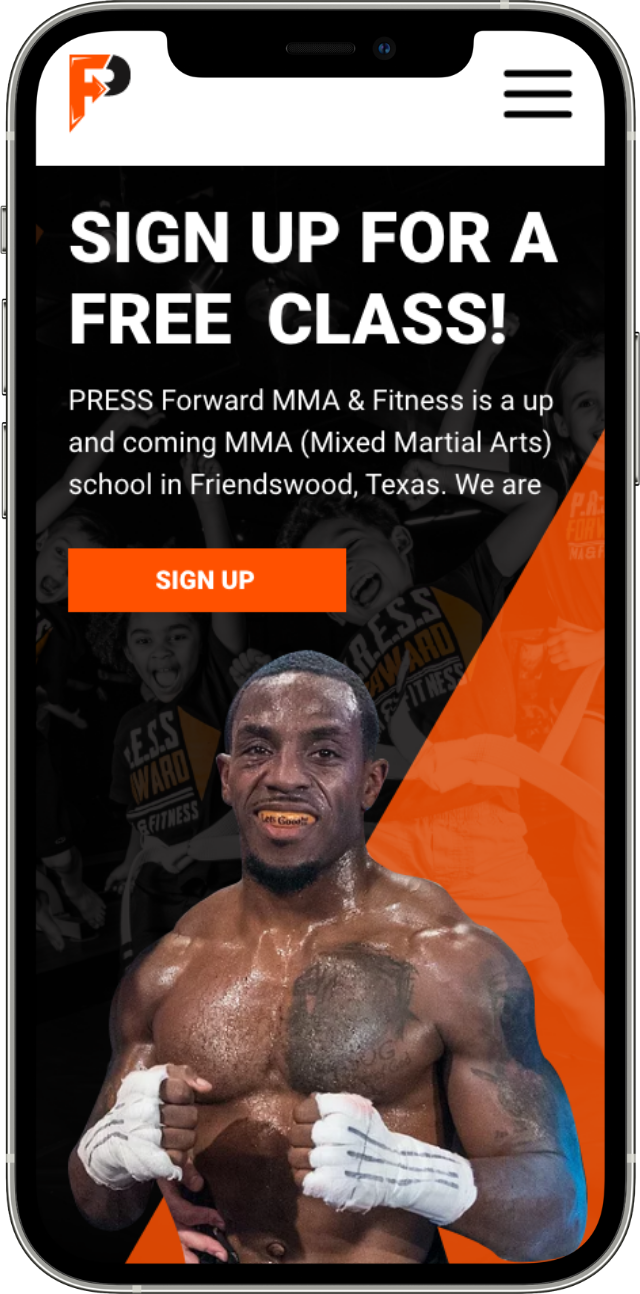 SIGN UP FOR A
FREE CLASS!
PRESS Forward MMA & Fitness is a up
and coming MMA (Mixed Martial Arts)
school in Friendswood, Texas. We are
SIGN UP